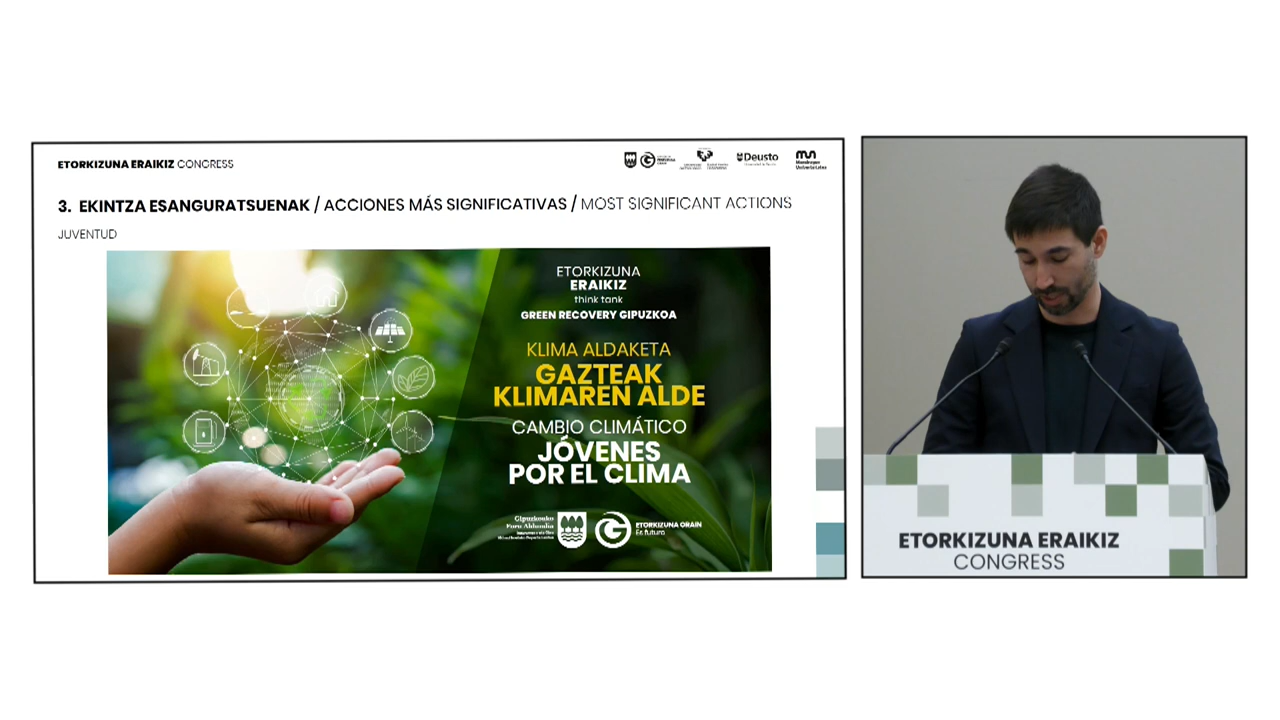 ETORKIZUNA ERAIKIZ CONGRESS
Deusto
3. EKINTZA ESANGURATSUENAK / ACCIONES MÁS SIGNIFICATIVAS / MOST SIGNIFICANT ACTIONS
JUVENTUD
ETORKIZUNA
ERAIKIZ
think tank
GREEN RECOVERY GIPUZKOA
KLIMA ALDAKETA
GAZTEAK
KLIMAREN ALDE
CAMBIO CLIMÁTICO
JÓVENES
POR EL CLIMA
Gipuzkoako
Foru Aldundia
ETORKIZUNA ORAIN
Es futuro
ETORKIZUNA ERAIKIZ
CONGRESS